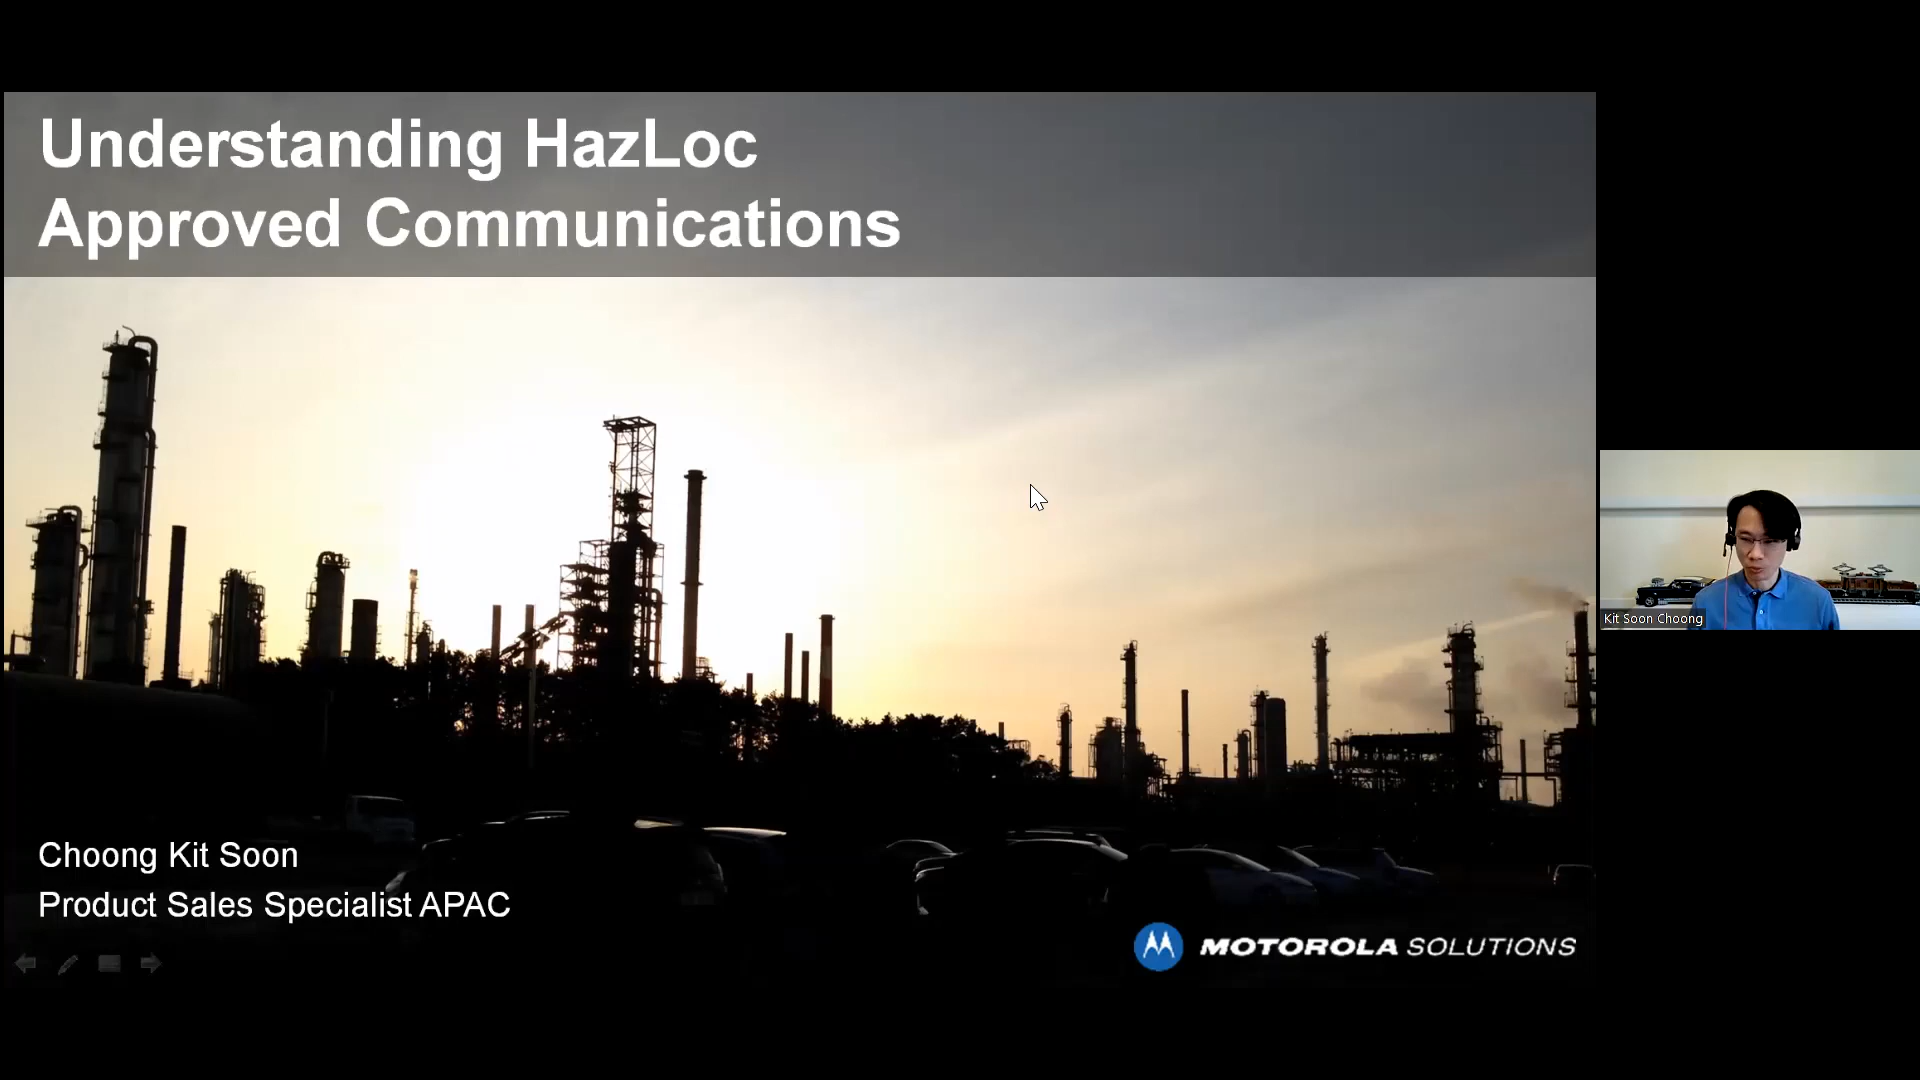 Understanding HazLoc
Approved Communications
Choong Kit Soon
Product Sales Specialist APAC
MOTOROLA SOLUTIONS
Kit Soon Choong